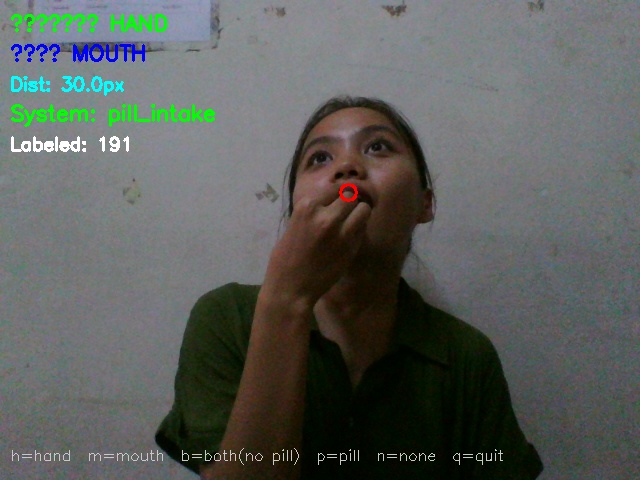 ??????? HAND
???? MOUTH
Dist: 30.0px
System: pill_intake
Labeled: 191
h=hand m=mouth b=both(no pill) p=pill n=none q=quit